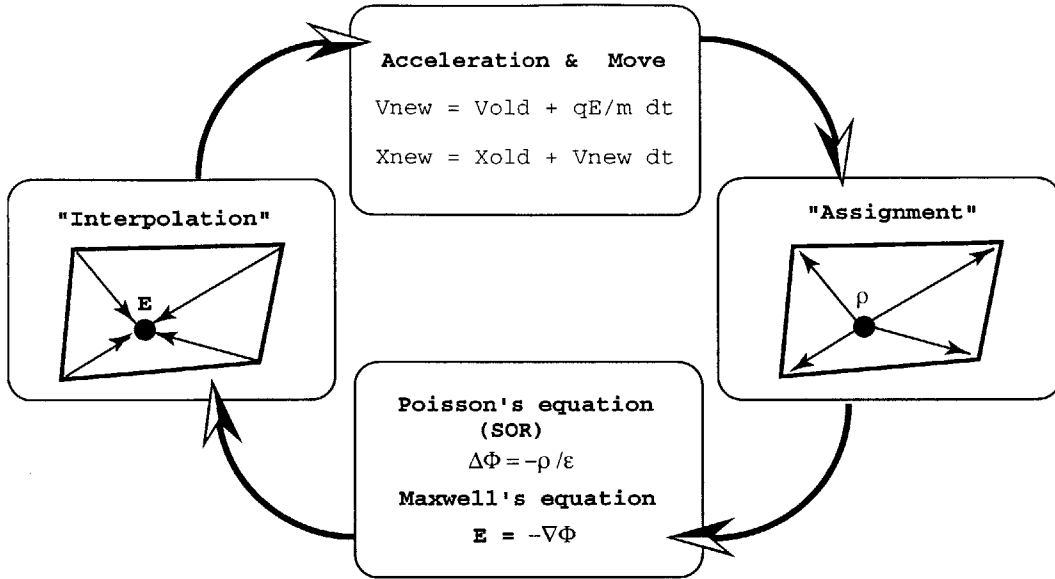 Acceleration & Move
Vnew = Vold + qE/m dt
Xnew = Xold + Vnew dt
"Interpolation"
E
"Assignment"
ρ
Poisson's equation
(SOR)
ΔΦ = −ρ/ε
Maxwell's equation
E = −∇Φ